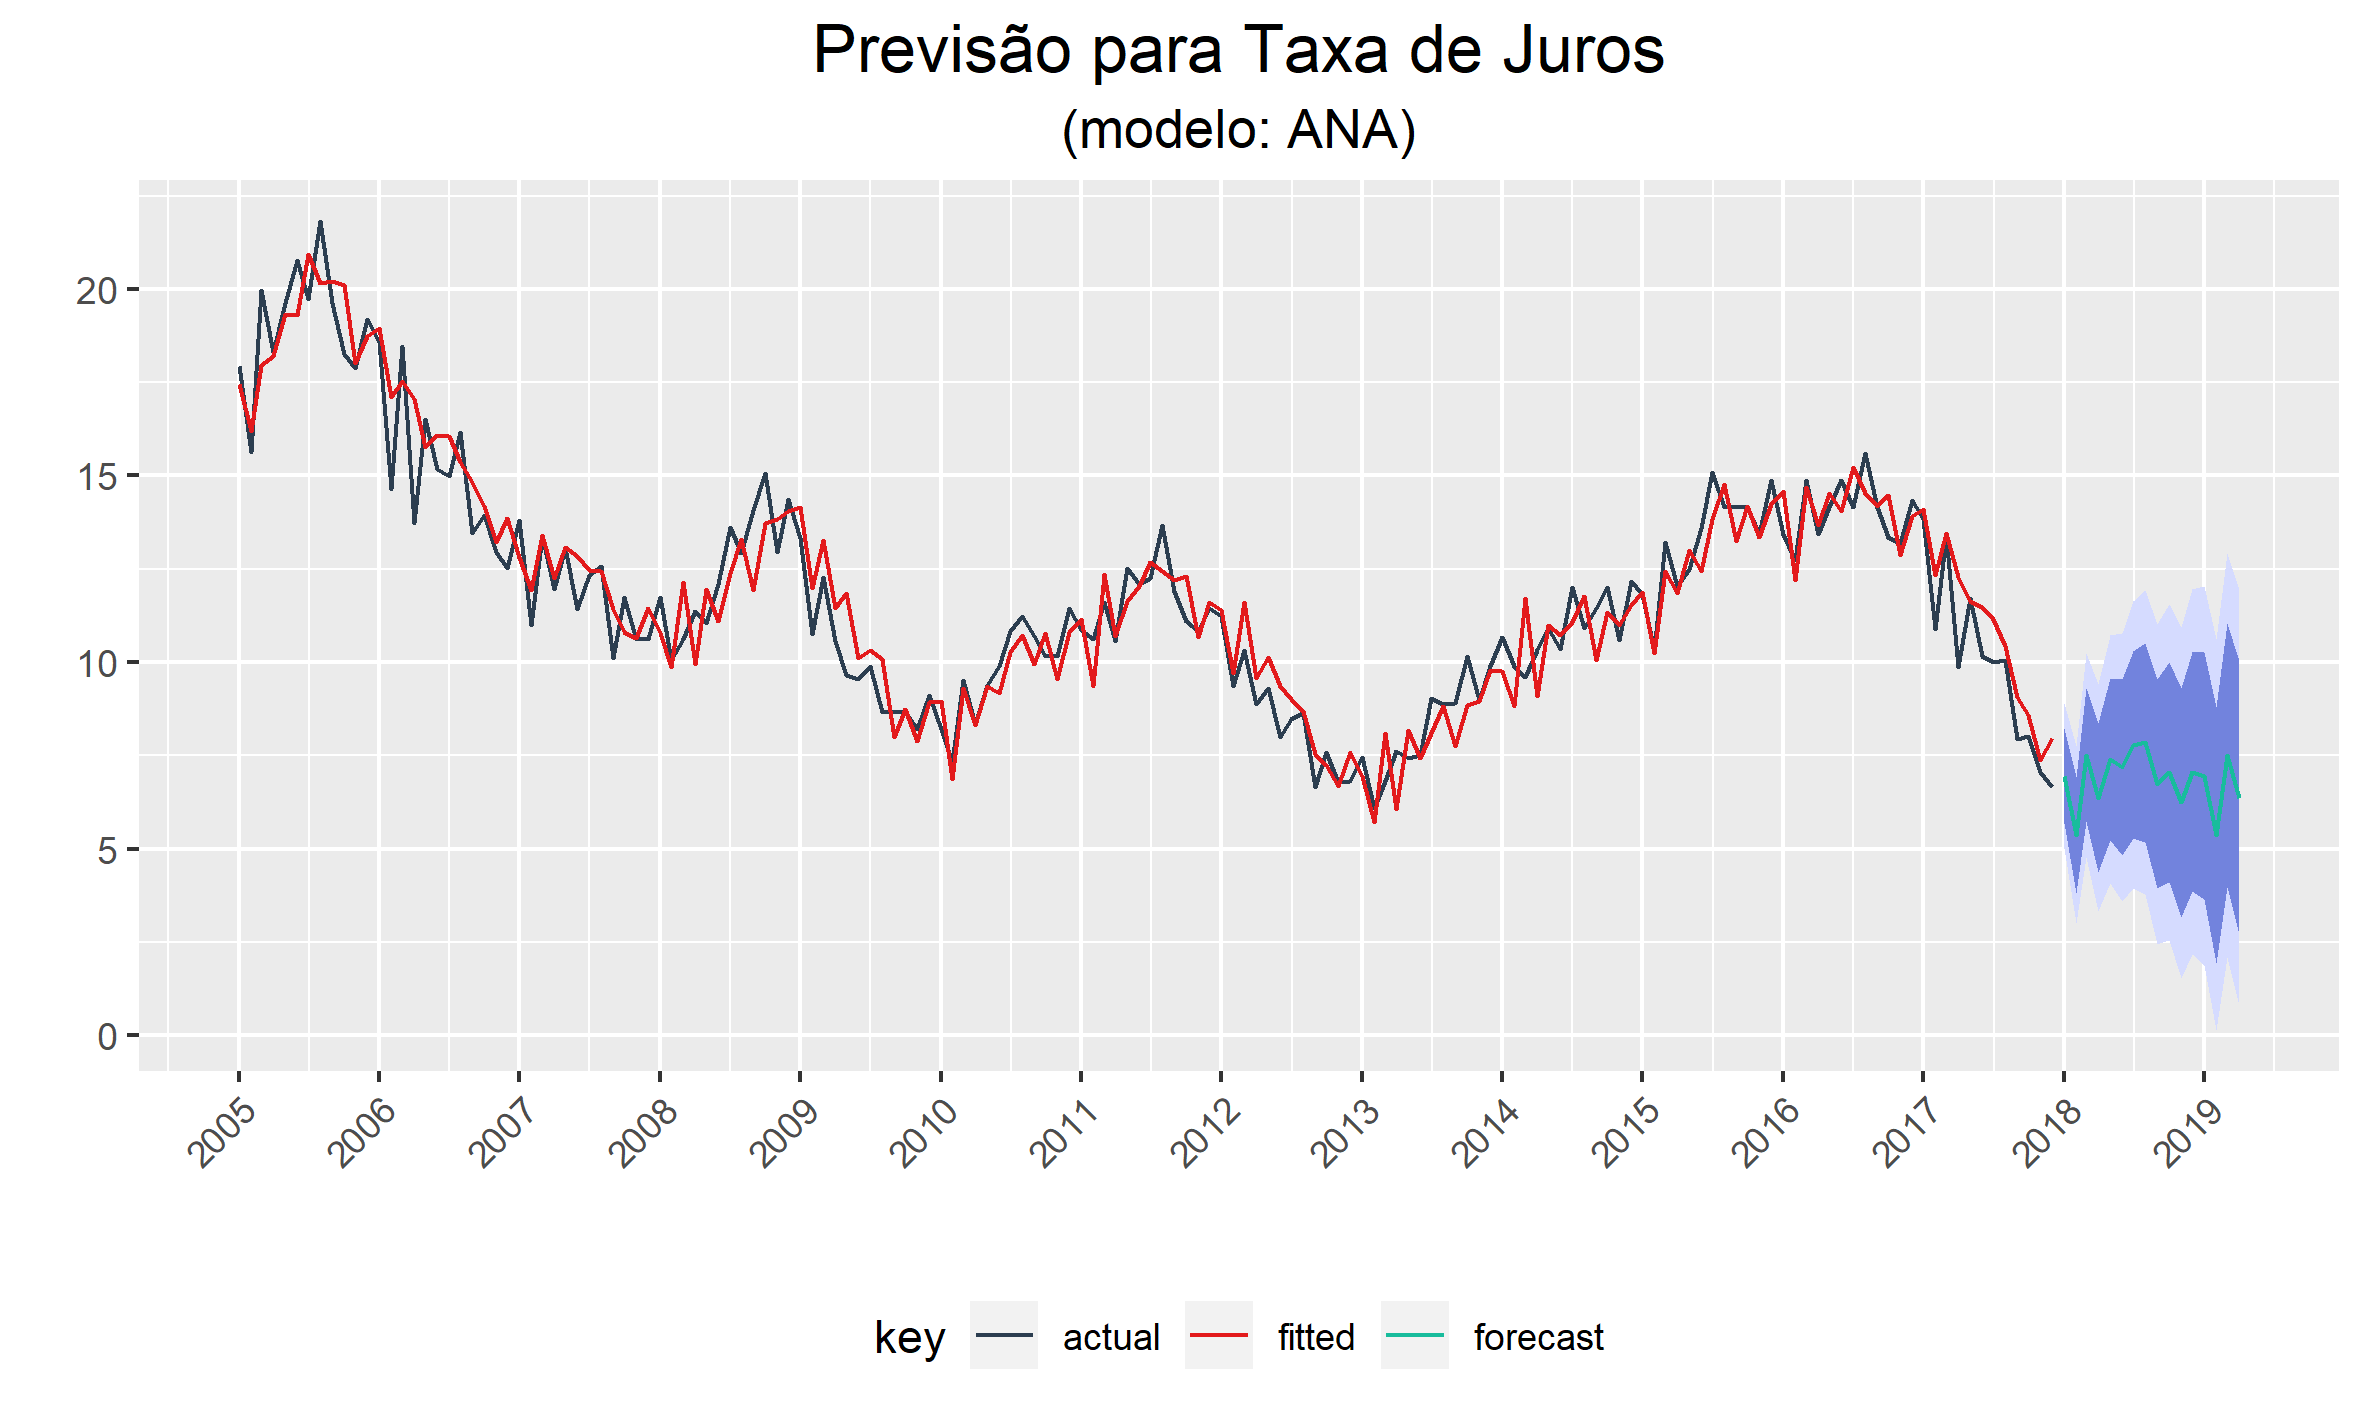 Previsão para Taxa de Juros
(modelo: ANA)
20
15
10
5
0
2005 2006 2007 2008 2009 2010 2011 2012 2013 2014 2015 2016 2017 2018 2019
key actual fitted forecast